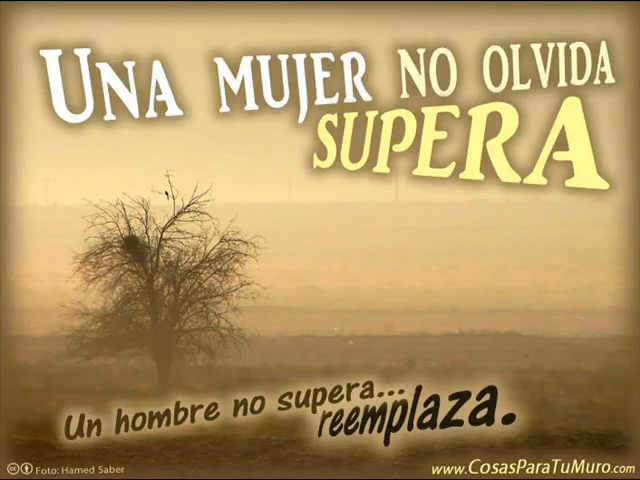 UNA MUJER NO OLVIDA
SUPERA
Un hombre no supera...
reemplaza.
Foto: Hamed Saber
www.CosasParaTuMuro.com